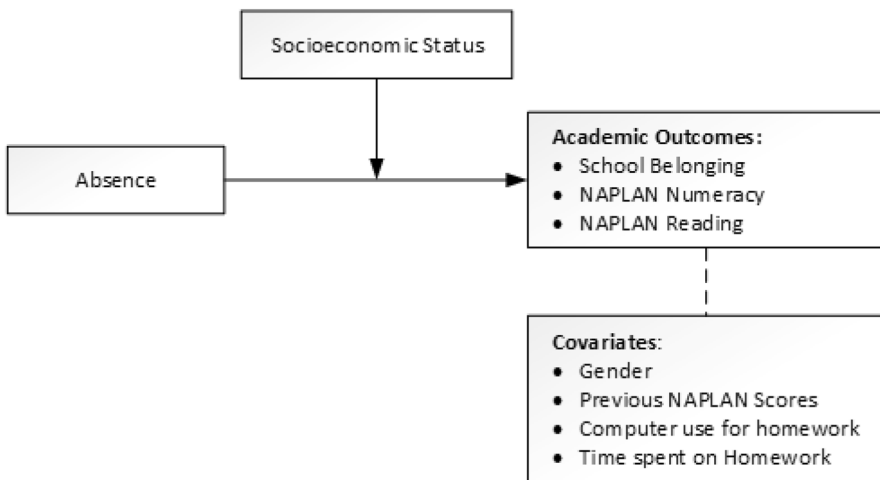 Socioeconomic Status
Absence
Academic Outcomes:
• School Belonging
• NAPLAN Numeracy
• NAPLAN Reading
Covariates:
• Gender
• Previous NAPLAN Scores
• Computer use for homework
• Time spent on Homework